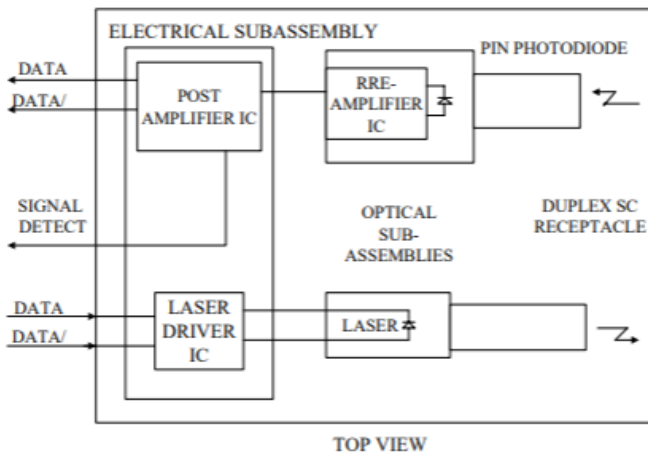 ELECTRICAL SUBASSEMBLY
PIN PHOTODIODE
DATA
DATA/
POST
AMPLIFIER IC
RRE-
AMPLIFIER
IC
SIGNAL
DETECT
OPTICAL
SUB-
ASSEMBLIES
DUPLEX SC
RECEPTACLE
DATA
DATA/
LASER
DRIVER
IC
LASER
TOP VIEW